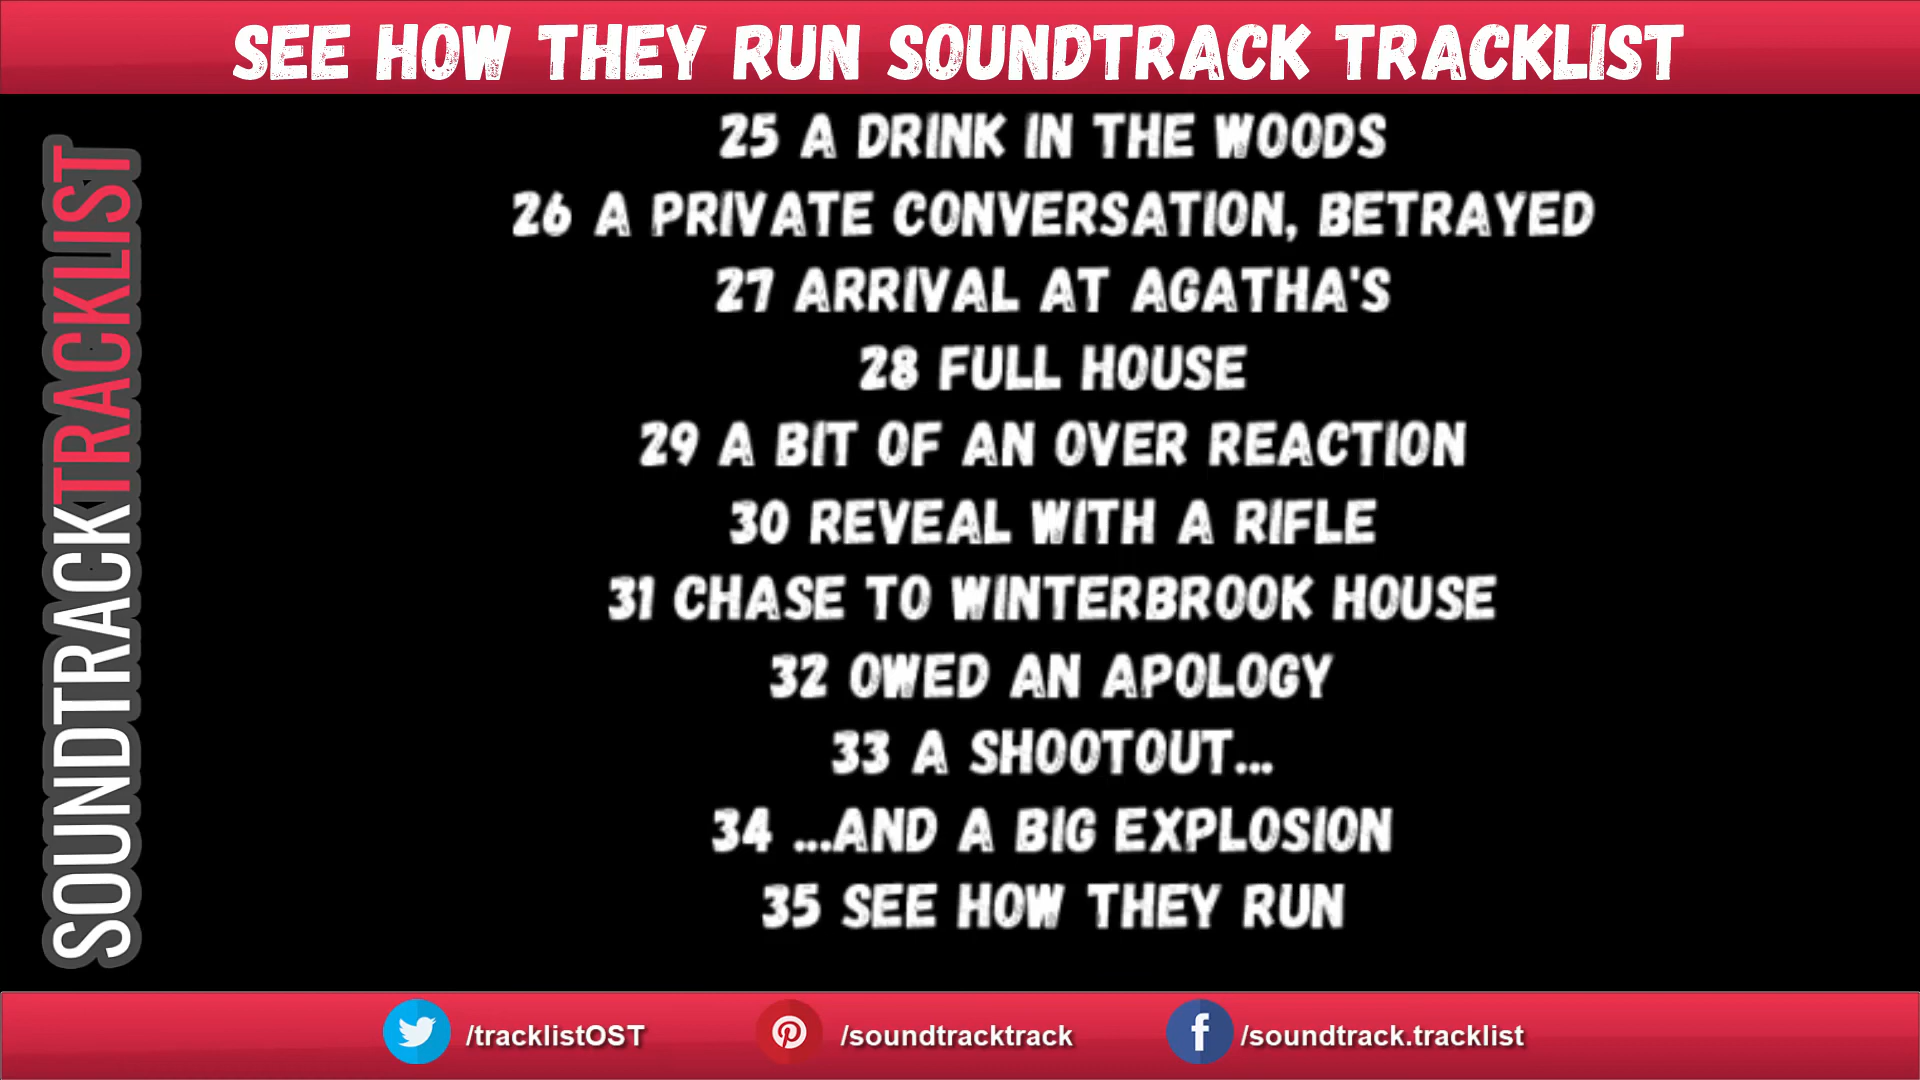 SEE HOW THEY RUN SOUNDTRACK TRACKLIST
SOUNDTRACKTRACKLIST
25 A DRINK IN THE WOODS
26 A PRIVATE CONVERSATION, BETRAYED
27 ARRIVAL AT AGATHA'S
28 FULL HOUSE
29 A BIT OF AN OVER REACTION
30 REVEAL WITH A RIFLE
31 CHASE TO WINTERBROOK HOUSE
32 OWED AN APOLOGY
33 A SHOOTOUT...
34 ...AND A BIG EXPLOSION
35 SEE HOW THEY RUN
/tracklistOST /soundtracktrack /soundtrack.tracklist